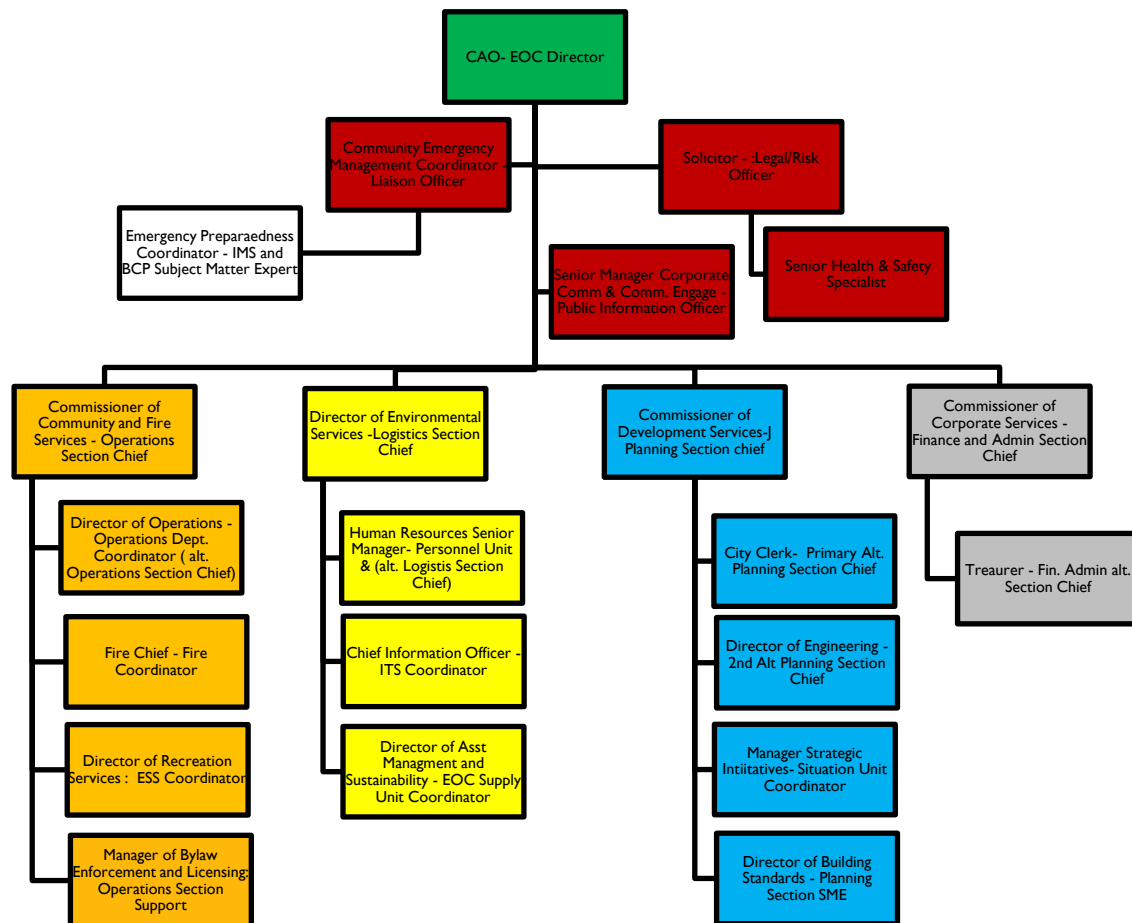 CAO- EOC Director
Community Emergency
Management Coordinator -
Liaison Officer
Solicitor - :Legal/Risk
Officer
Emergency Preparaedness
Coordinator - IMS and
BCP Subject Matter Expert
Senior Manager Corporate
Comm & Comm. Engage -
Public Information Officer
Senior Health & Safety
Specialist
Commissioner of
Community and Fire
Services - Operations
Section Chief
Director of Environmental
Services -Logistics Section
Chief
Commissioner of
Development Services-J
Planning Section chief
Commissioner of
Corporate Services -
Finance and Admin Section
Chief
Director of Operations -
Operations Dept.
Coordinator ( alt.
Operations Section Chief)
Human Resources Senior
Manager- Personnel Unit
& (alt. Logistis Section
Chief)
City Clerk-  Primary Alt.
Planning Section Chief
Treaurer - Fin. Admin alt.
Section Chief
Fire Chief - Fire
Coordinator
Chief Information Officer -
ITS Coordinator
Director of Engineering -
2nd Alt Planning Section
Chief
Director of Recreation
Services :  ESS Coordinator
Director of Asst
Managment and
Sustainability - EOC Supply
Unit Coordinator
Manager Strategic
Intiitatives- Situation Unit
Coordinator
Manager of Bylaw
Enforcement and Licensing:
Operations Section
Support
Director of Building
Standards - Planning
Section SME